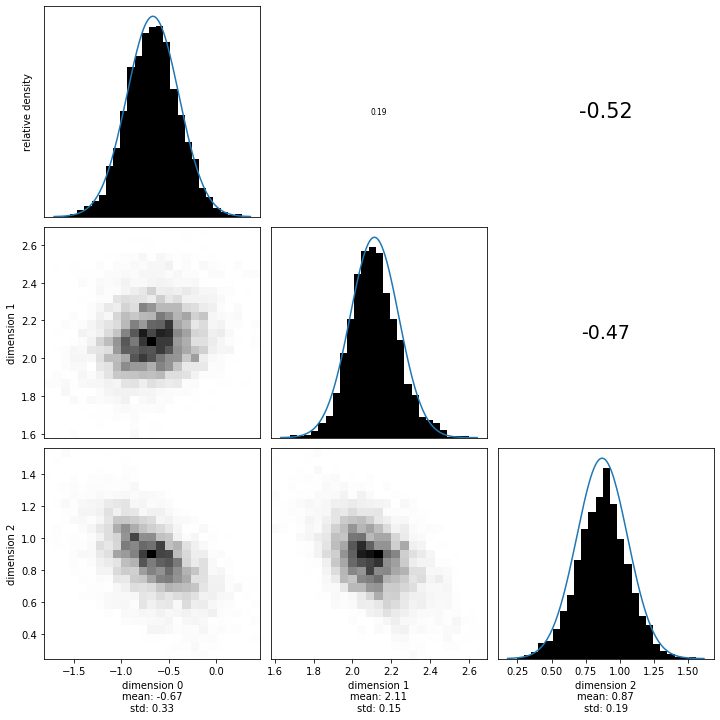 relative density
0.19
-0.52
2.6
2.4
2.2
2.0
1.8
1.6
dimension 1
-0.47
1.4
1.2
1.0
0.8
0.6
0.4
dimension 2
−1.5 −1.0 −0.5 0.0
dimension 0
mean: -0.67
std: 0.33
1.6 1.8 2.0 2.2 2.4 2.6
dimension 1
mean: 2.11
std: 0.15
0.25 0.50 0.75 1.00 1.25 1.50
dimension 2
mean: 0.87
std: 0.19